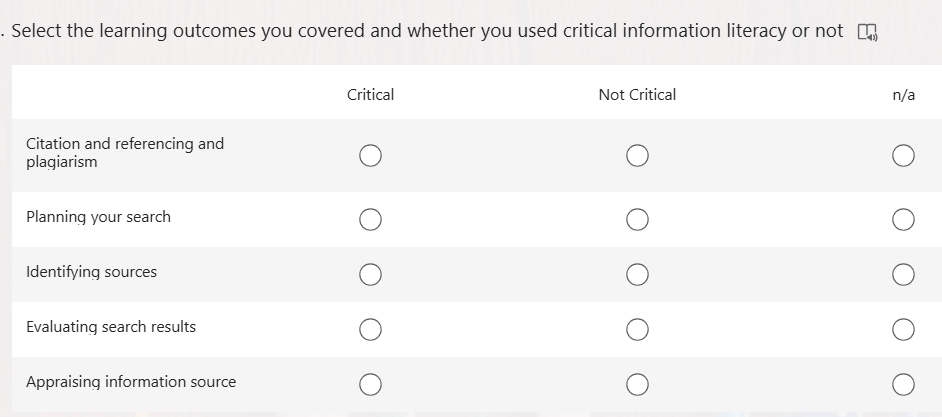 . Select the learning outcomes you covered and whether you used critical information literacy or not
Critical Not Critical n/a
Citation and referencing and
plagiarism
Planning your search
Identifying sources
Evaluating search results
Appraising information source